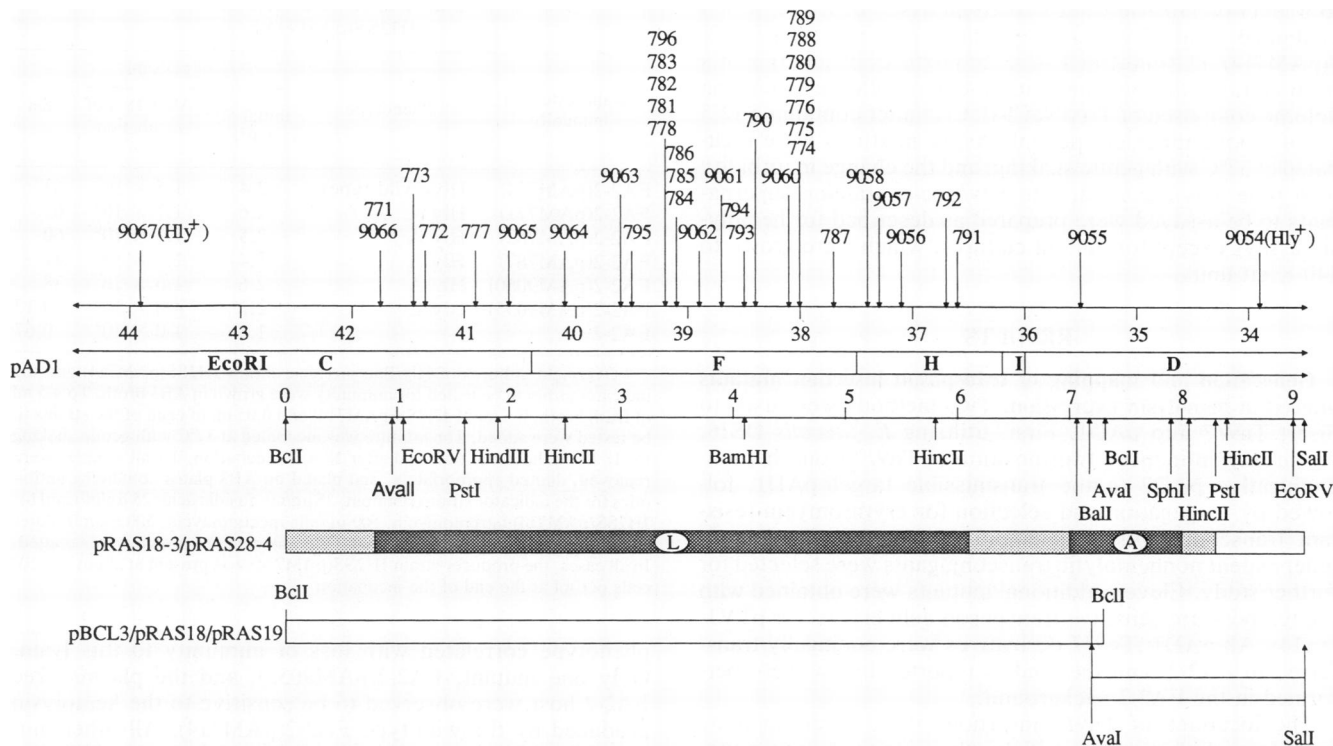 789
796 788
783 780
782 779
781 790 776
778 775
786 774
773 9063 785 9061 9060 9058
771 784 794 9057 792
9067(Hly+) 9066 772 777 9065 9064 795 9062 793 787 9056 791 9055 9054(Hly+)
44 43 42 41 40 39 38 37 36 35 34
pAD1 EcoRI C F H I D
0 1 2 3 4 5 6 7 8 9
BclI EcoRV HindIII HincII BamHI HincII BclI HincII SalI
AvaII PstI AvaI SphI PstI EcoRV
BalI HincII
pRAS18-3/pRAS28-4 L A
BclI BclI
pBCL3/pRAS18/pRAS19
AvaI SalI